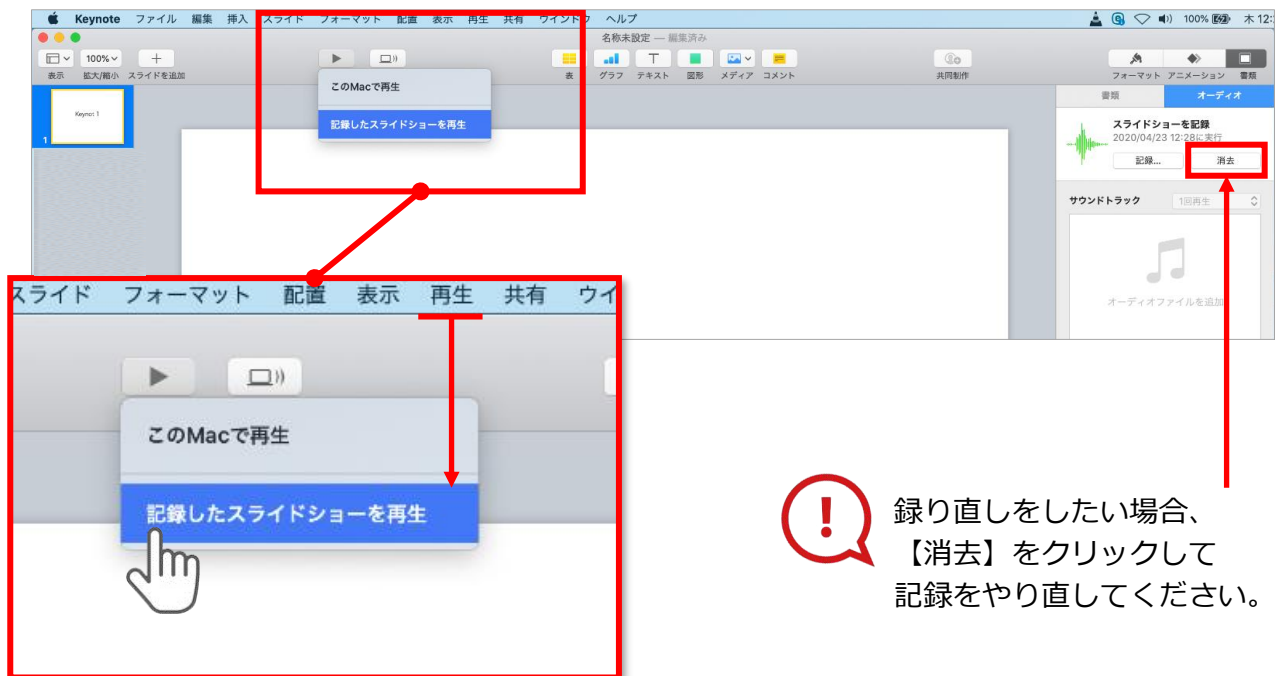 Keynote ファイル 編集 挿入 スライド フォーマット 配置 表示 再生 共有 ウインドウ ヘルプ 100% 木 12:
名称未設定 — 編集済み
100%
表示 拡大/縮小 スライドを追加 表 グラフ テキスト 図形 メディア コメント 共同制作 フォーマット アニメーション 書類
このMacで再生
記録したスライドショーを再生
Keynot 1
1
書類 オーディオ
スライドショーを記録
2020/04/23 12:28に実行
記録... 消去
サウンドトラック 1回再生
オーディオファイルを追加
スライド フォーマット 配置 表示 再生 共有 ウイ
このMacで再生
記録したスライドショーを再生
!
録り直しをしたい場合、
【消去】をクリックして
記録をやり直してください。